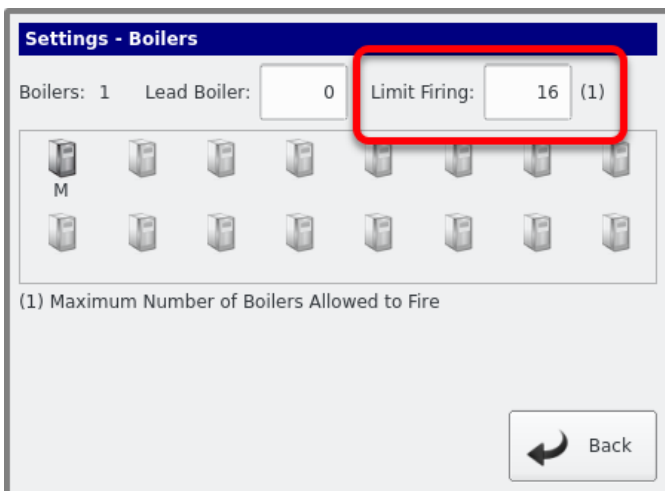 Settings - Boilers
Boilers: 1 Lead Boiler: 0 Limit Firing: 16 (1)
M
(1) Maximum Number of Boilers Allowed to Fire
Back